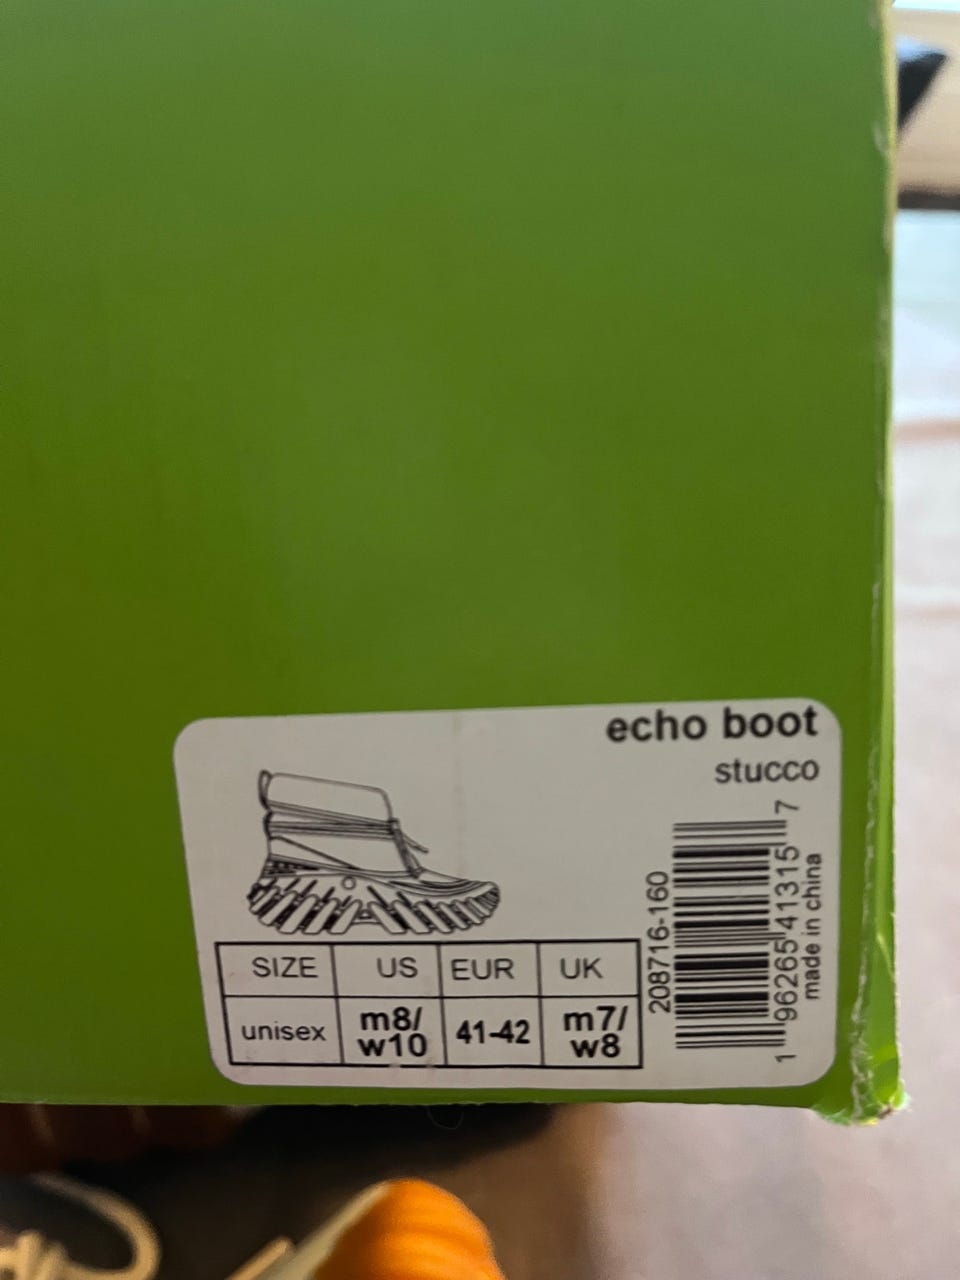 echo boot
stucco
SIZE US EUR UK
unisex m8/w10 41-42 m7/w8
208716-160
1 96265 41315 7
made in china